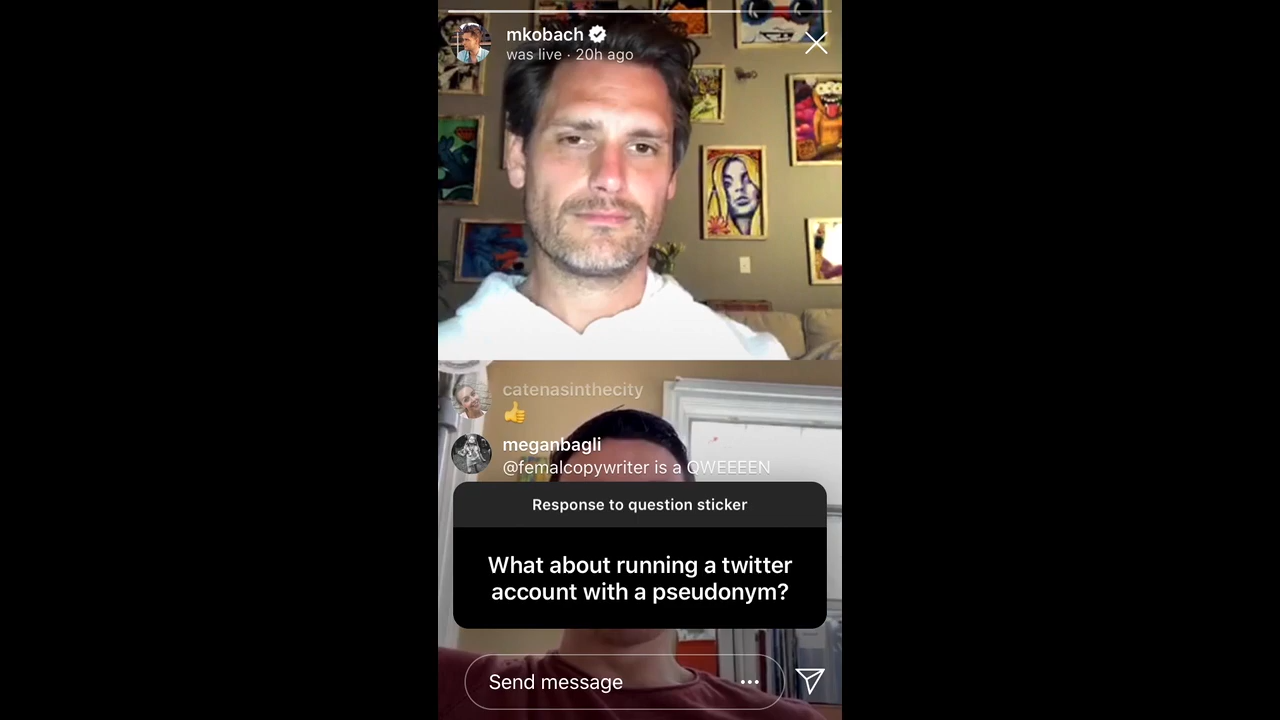 mkobach
was live · 20h ago
catenasinthecity
👍
meganbagli
@femalcopywriter is a QWEEEEN
Response to question sticker
What about running a twitter
account with a pseudonym?
Send message